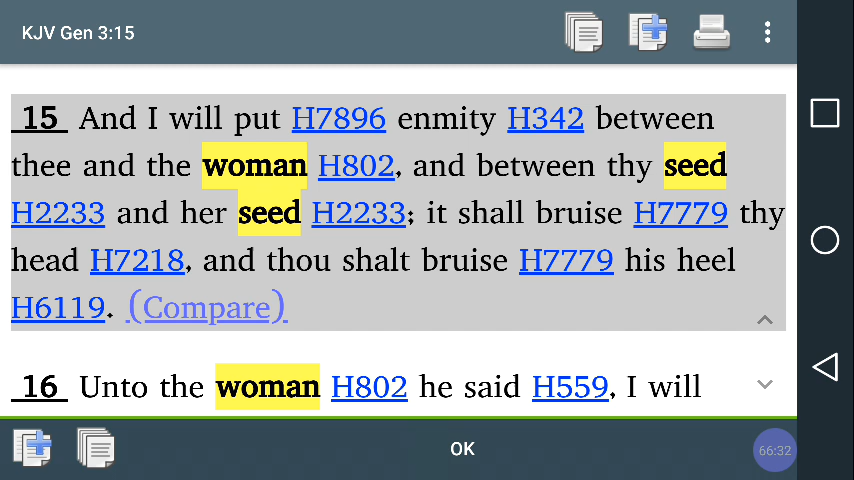 KJV Gen 3:15
15 And I will put H7896 enmity H342 between
thee and the woman H802, and between thy seed
H2233 and her seed H2233; it shall bruise H7779 thy
head H7218, and thou shalt bruise H7779 his heel
H6119. (Compare)
16 Unto the woman H802 he said H559, I will
OK
66:32